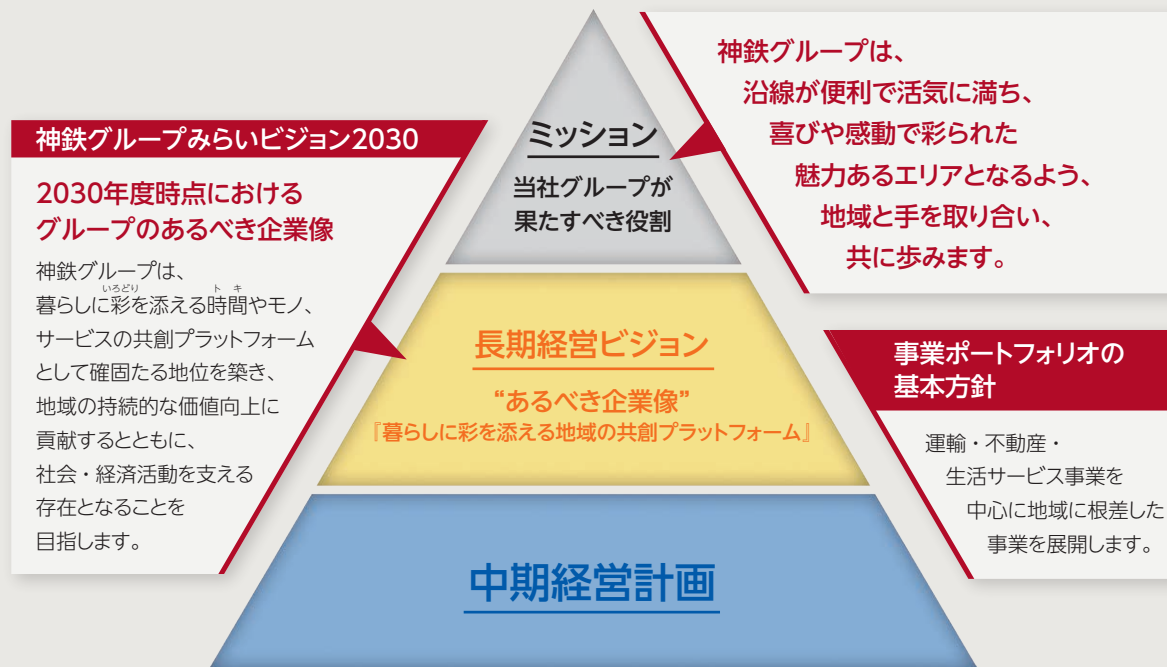 神鉄グループみらいビジョン2030
2030年度時点における
グループのあるべき企業像
神鉄グループは、
暮らしに彩を添える時間やモノ、
いろどり
トキ
サービスの共創プラットフォーム
として確固たる地位を築き、
地域の持続的な価値向上に
貢献するとともに、
社会・経済活動を支える
存在となることを
目指します。
ミッション
当社グループが
果たすべき役割
神鉄グループは、
沿線が便利で活気に満ち、
喜びや感動で彩られた
魅力あるエリアとなるよう、
地域と手を取り合い、
共に歩みます。
長期経営ビジョン
“あるべき企業像”
『暮らしに彩を添える地域の共創プラットフォーム』
事業ポートフォリオの
基本方針
運輸・不動産・
生活サービス事業を
中心に地域に根差した
事業を展開します。
中期経営計画